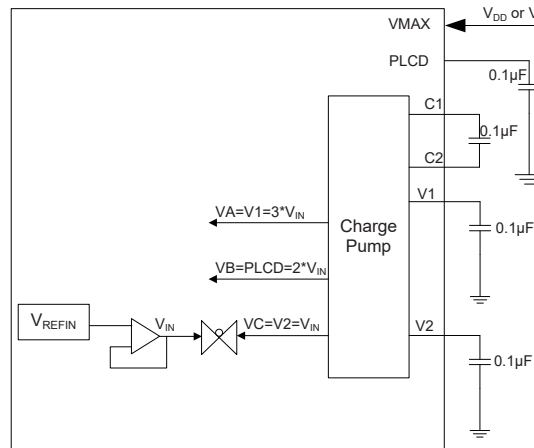 VMAX
V_DD or V
PLCD
0.1µF
C1
0.1µF
C2
V1
VA=V1=3*V_IN
Charge
Pump
0.1µF
VB=PLCD=2*V_IN
V_REFIN
V_IN
VC=V2=V_IN
V2
0.1µF